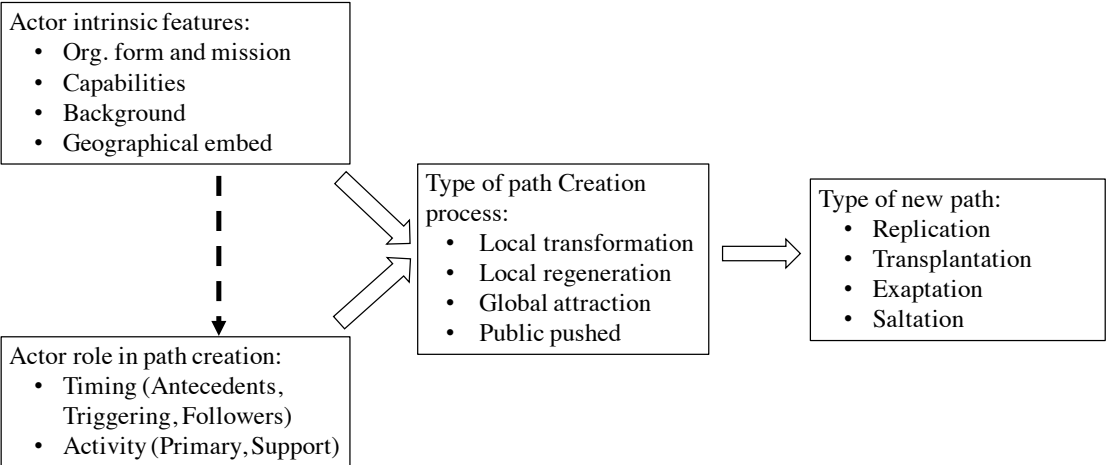 Actor intrinsic features:
• Org. form and mission
• Capabilities
• Background
• Geographical embed
Type of path Creation
process:
• Local transformation
• Local regeneration
• Global attraction
• Public pushed
Type of new path:
• Replication
• Transplantation
• Exaptation
• Saltation
Actor role in path creation:
• Timing (Antecedents,
Triggering, Followers)
• Activity (Primary, Support)